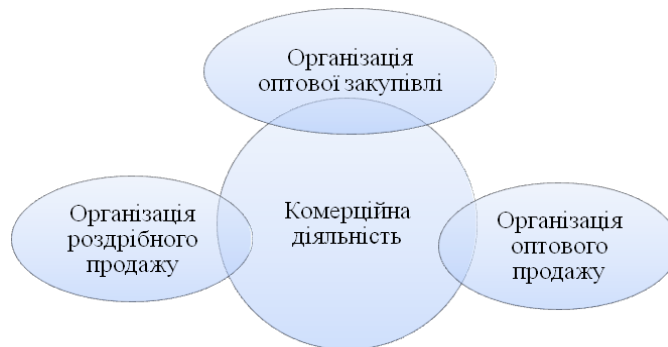 Організація
оптової закупівлі
Комерційна
діяльність
Організація
роздрібного
продажу
Організація
оптового
продажу